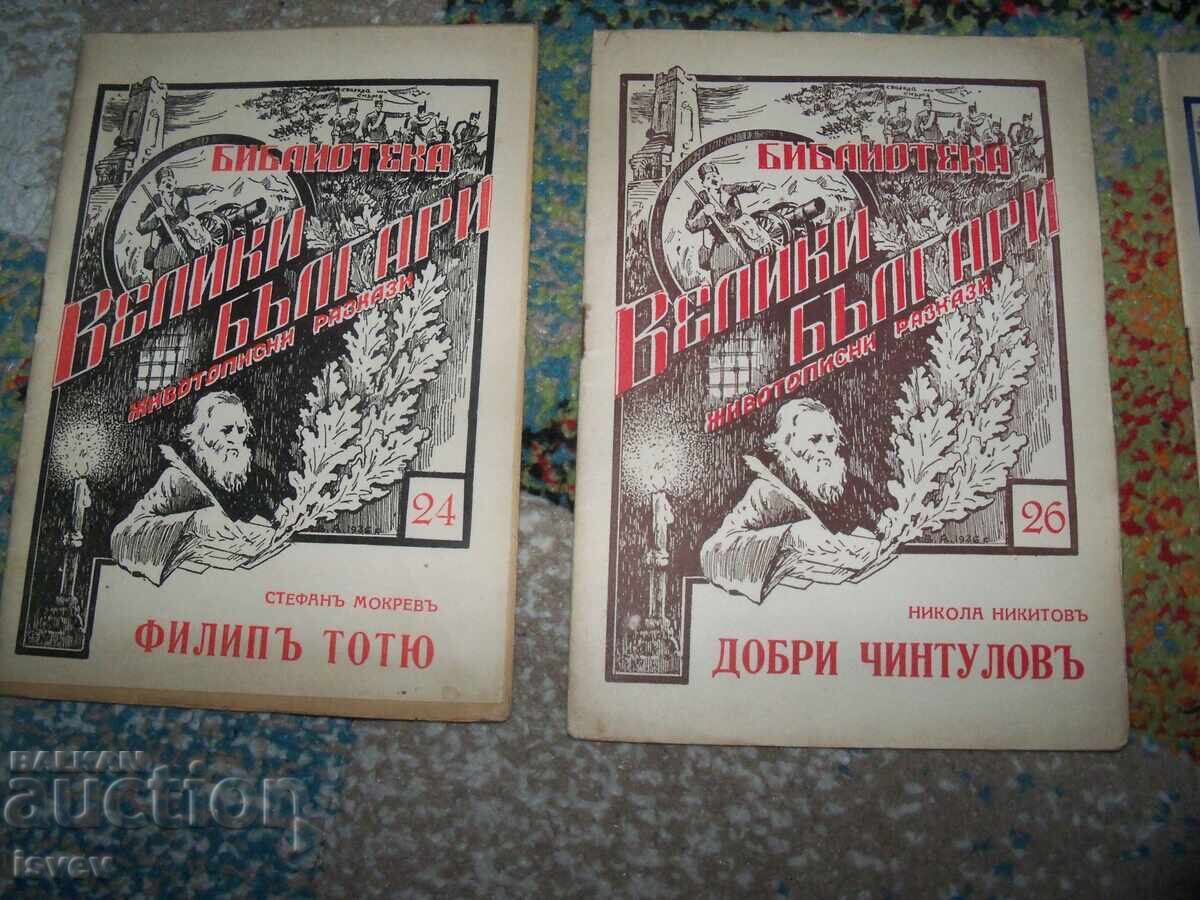 БИБЛИОТЕКА
ВЕЛИКИ
БЪЛГАРИ
ЖИВОТОПИСНИ РАЗКАЗИ
24
СТЕФАНЪ МОКРЕВЪ
ФИЛИПЪ ТОТЮ
БИБЛИОТЕКА
ВЕЛИКИ
БЪЛГАРИ
ЖИВОТОПИСНИ РАЗКАЗИ
26
НИКОЛА НИКИТОВЪ
ДОБРИ ЧИНТУЛОВЪ
BALKAN
auction
isvev